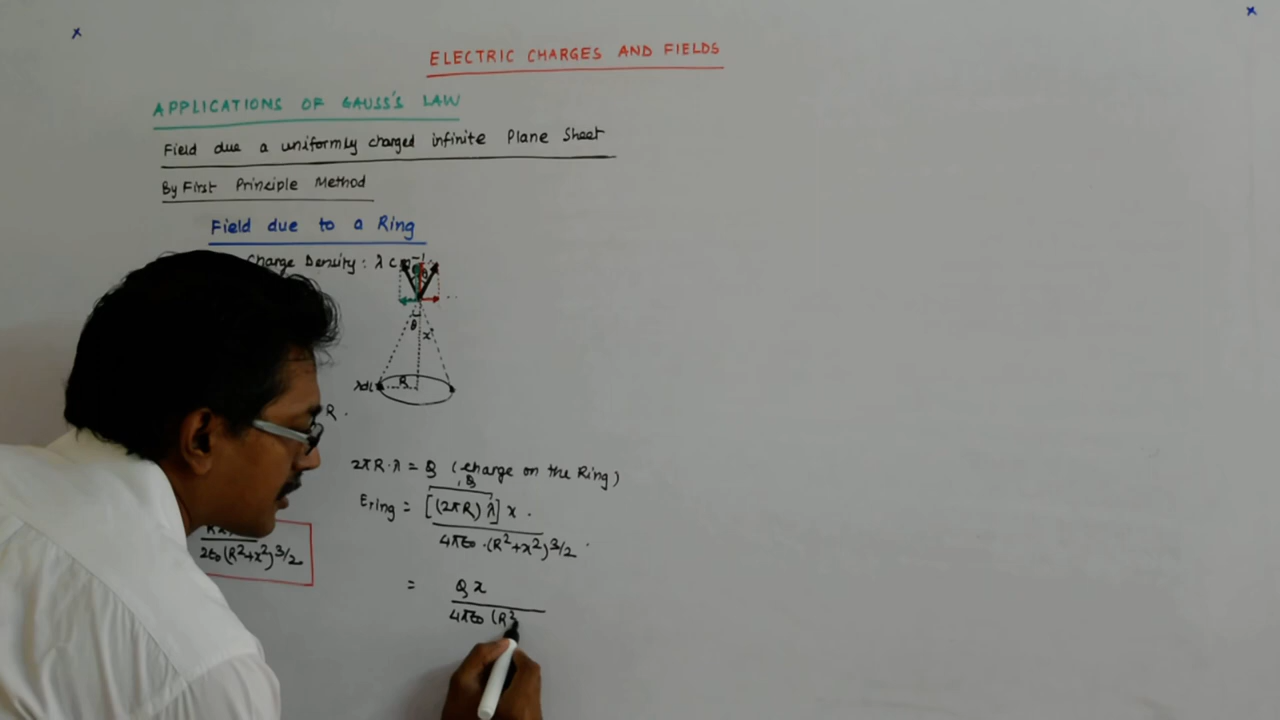 x
x
ELECTRIC CHARGES AND FIELDS
APPLICATIONS OF GAUSS'S LAW
Field due a uniformly charged infinite Plane Sheet
By First Principle Method
Field due to a Ring
Charge Density : λ C m⁻¹
θ
x
λdl
R
R .
2πR·λ = Q (charge on the Ring)
Q
Ering = [(2πR) λ] x .
4πε₀ ·(R²+x²)^3/2 .
2ε₀(R²+x²)^3/2
= Q x
4πε₀ (R²